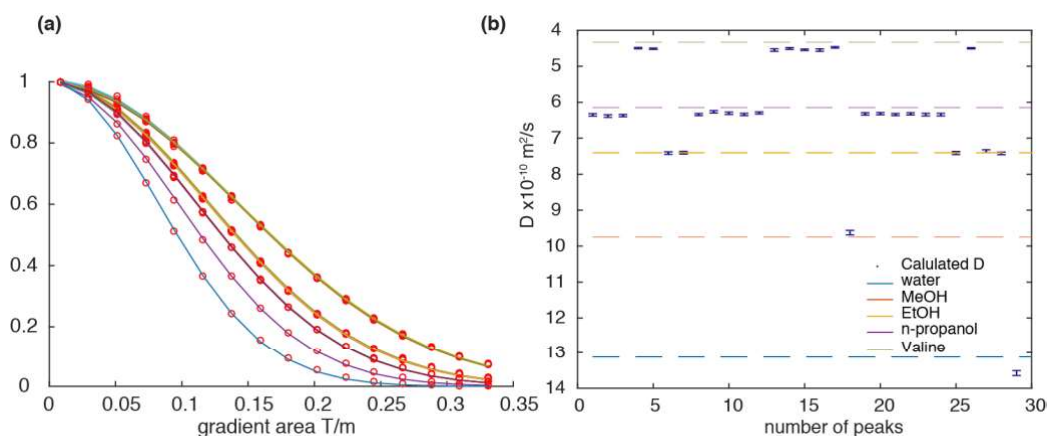 (a)
1
0.8
0.6
0.4
0.2
0
0 0.05 0.1 0.15 0.2 0.25 0.3 0.35
gradient area T/m
(b)
4
5
6
7
8
9
10
11
12
13
14
D x10-10 m2/s
0 5 10 15 20 25 30
number of peaks
Calulated D
water
MeOH
EtOH
n-propanol
Valine